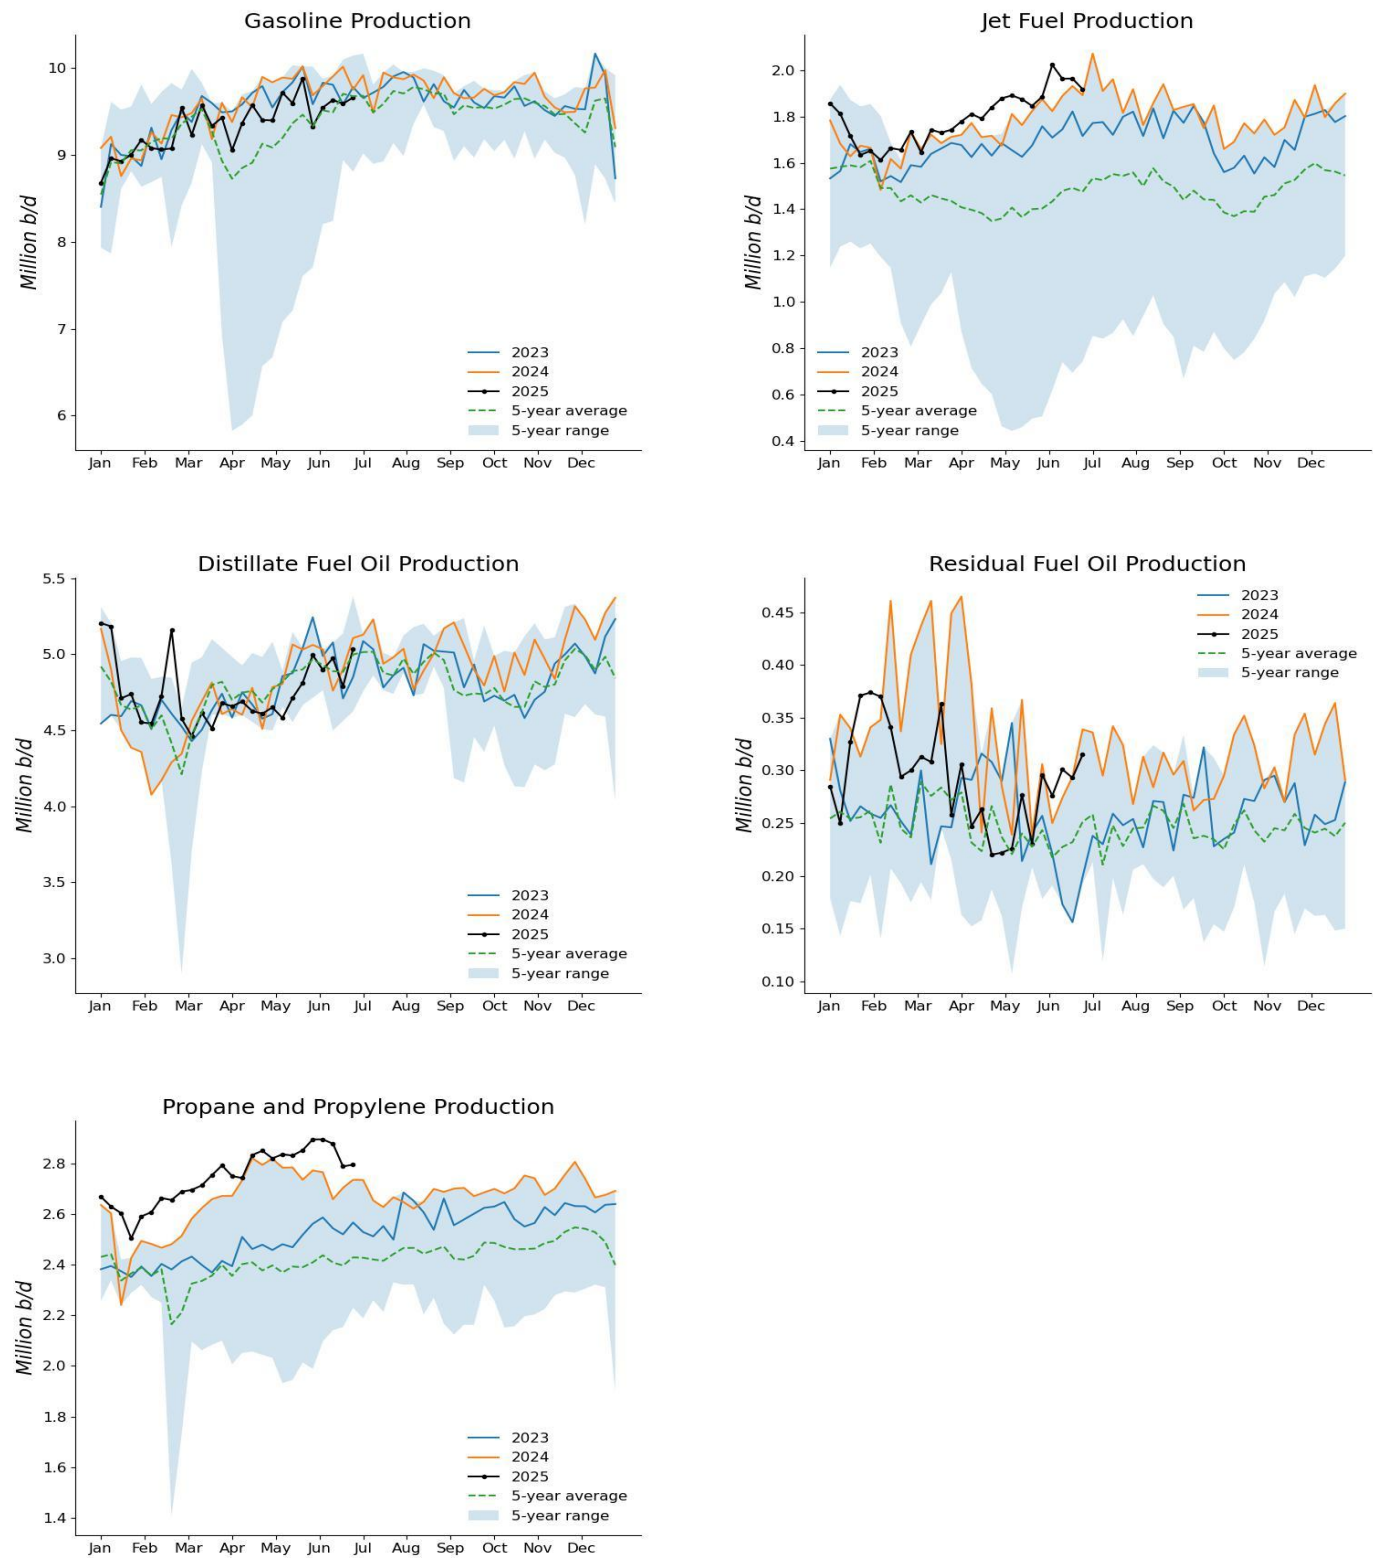 Gasoline Production
Million b/d
10
9
8
7
6
Jan Feb Mar Apr May Jun Jul Aug Sep Oct Nov Dec
2023
2024
2025
5-year average
5-year range
Jet Fuel Production
Million b/d
2.0
1.8
1.6
1.4
1.2
1.0
0.8
0.6
0.4
Jan Feb Mar Apr May Jun Jul Aug Sep Oct Nov Dec
2023
2024
2025
5-year average
5-year range
Distillate Fuel Oil Production
Million b/d
5.5
5.0
4.5
4.0
3.5
3.0
Jan Feb Mar Apr May Jun Jul Aug Sep Oct Nov Dec
2023
2024
2025
5-year average
5-year range
Residual Fuel Oil Production
Million b/d
0.45
0.40
0.35
0.30
0.25
0.20
0.15
0.10
Jan Feb Mar Apr May Jun Jul Aug Sep Oct Nov Dec
2023
2024
2025
5-year average
5-year range
Propane and Propylene Production
Million b/d
2.8
2.6
2.4
2.2
2.0
1.8
1.6
1.4
Jan Feb Mar Apr May Jun Jul Aug Sep Oct Nov Dec
2023
2024
2025
5-year average
5-year range